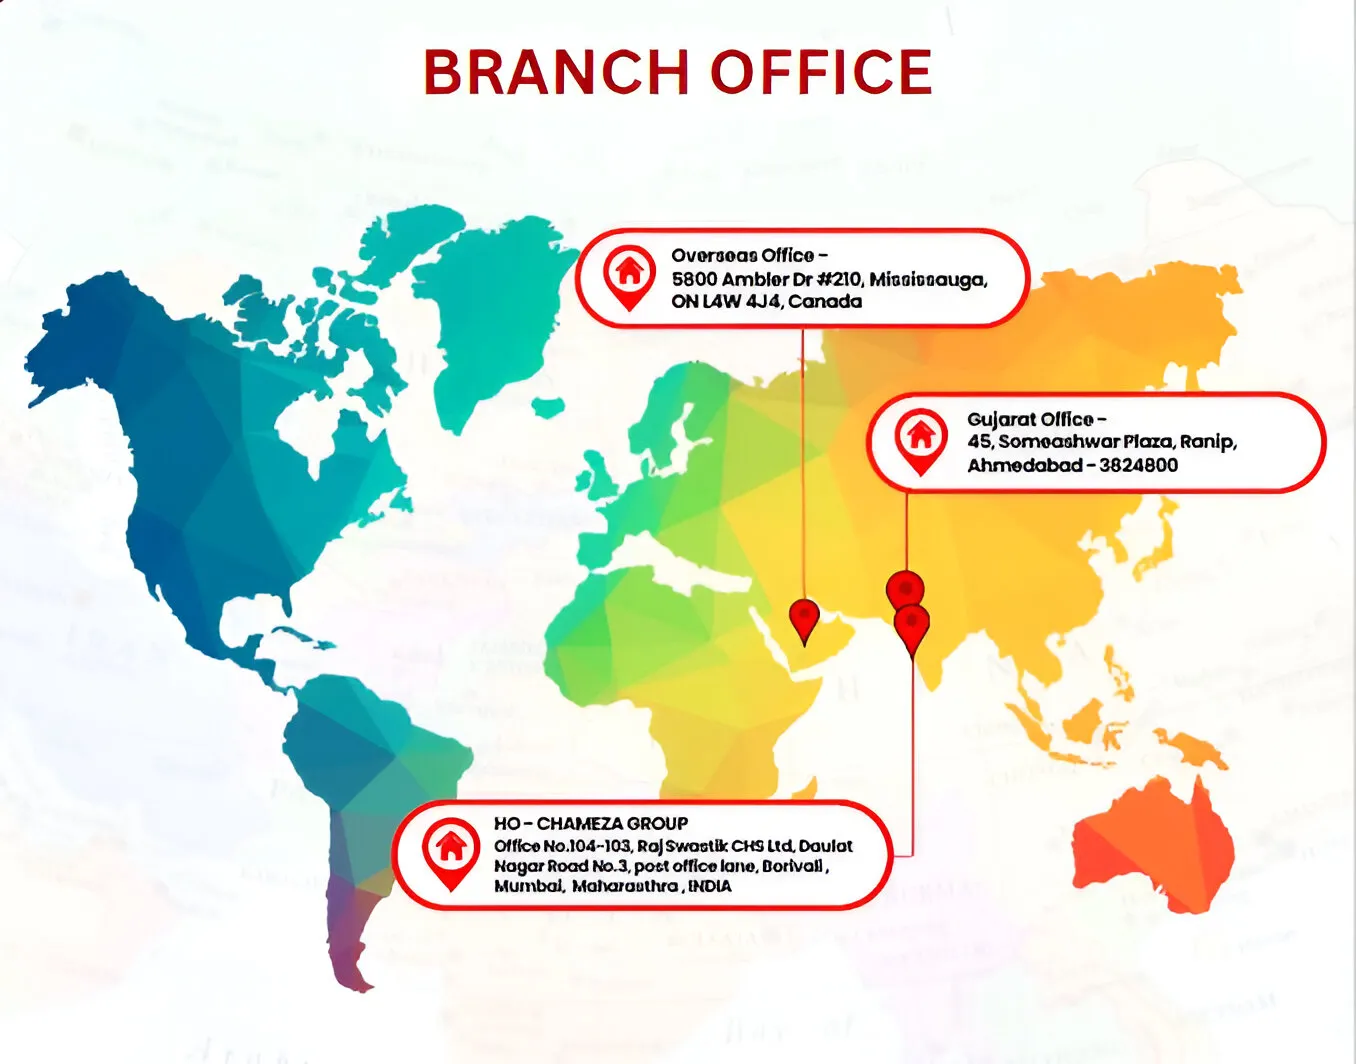 BRANCH OFFICE
Overseas Office -
5800 Ambler Dr #210, Mississauga,
ON L4W 4J4, Canada
Gujarat Office -
45, Someashwar Plaza, Ranip,
Ahmedabad - 3824800
HO - CHAMEZA GROUP
Office No.104-103, Raj Swastik CHS Ltd, Daulat
Nagar Road No.3, post office lane, Borivali,
Mumbai, Maharasthra, INDIA